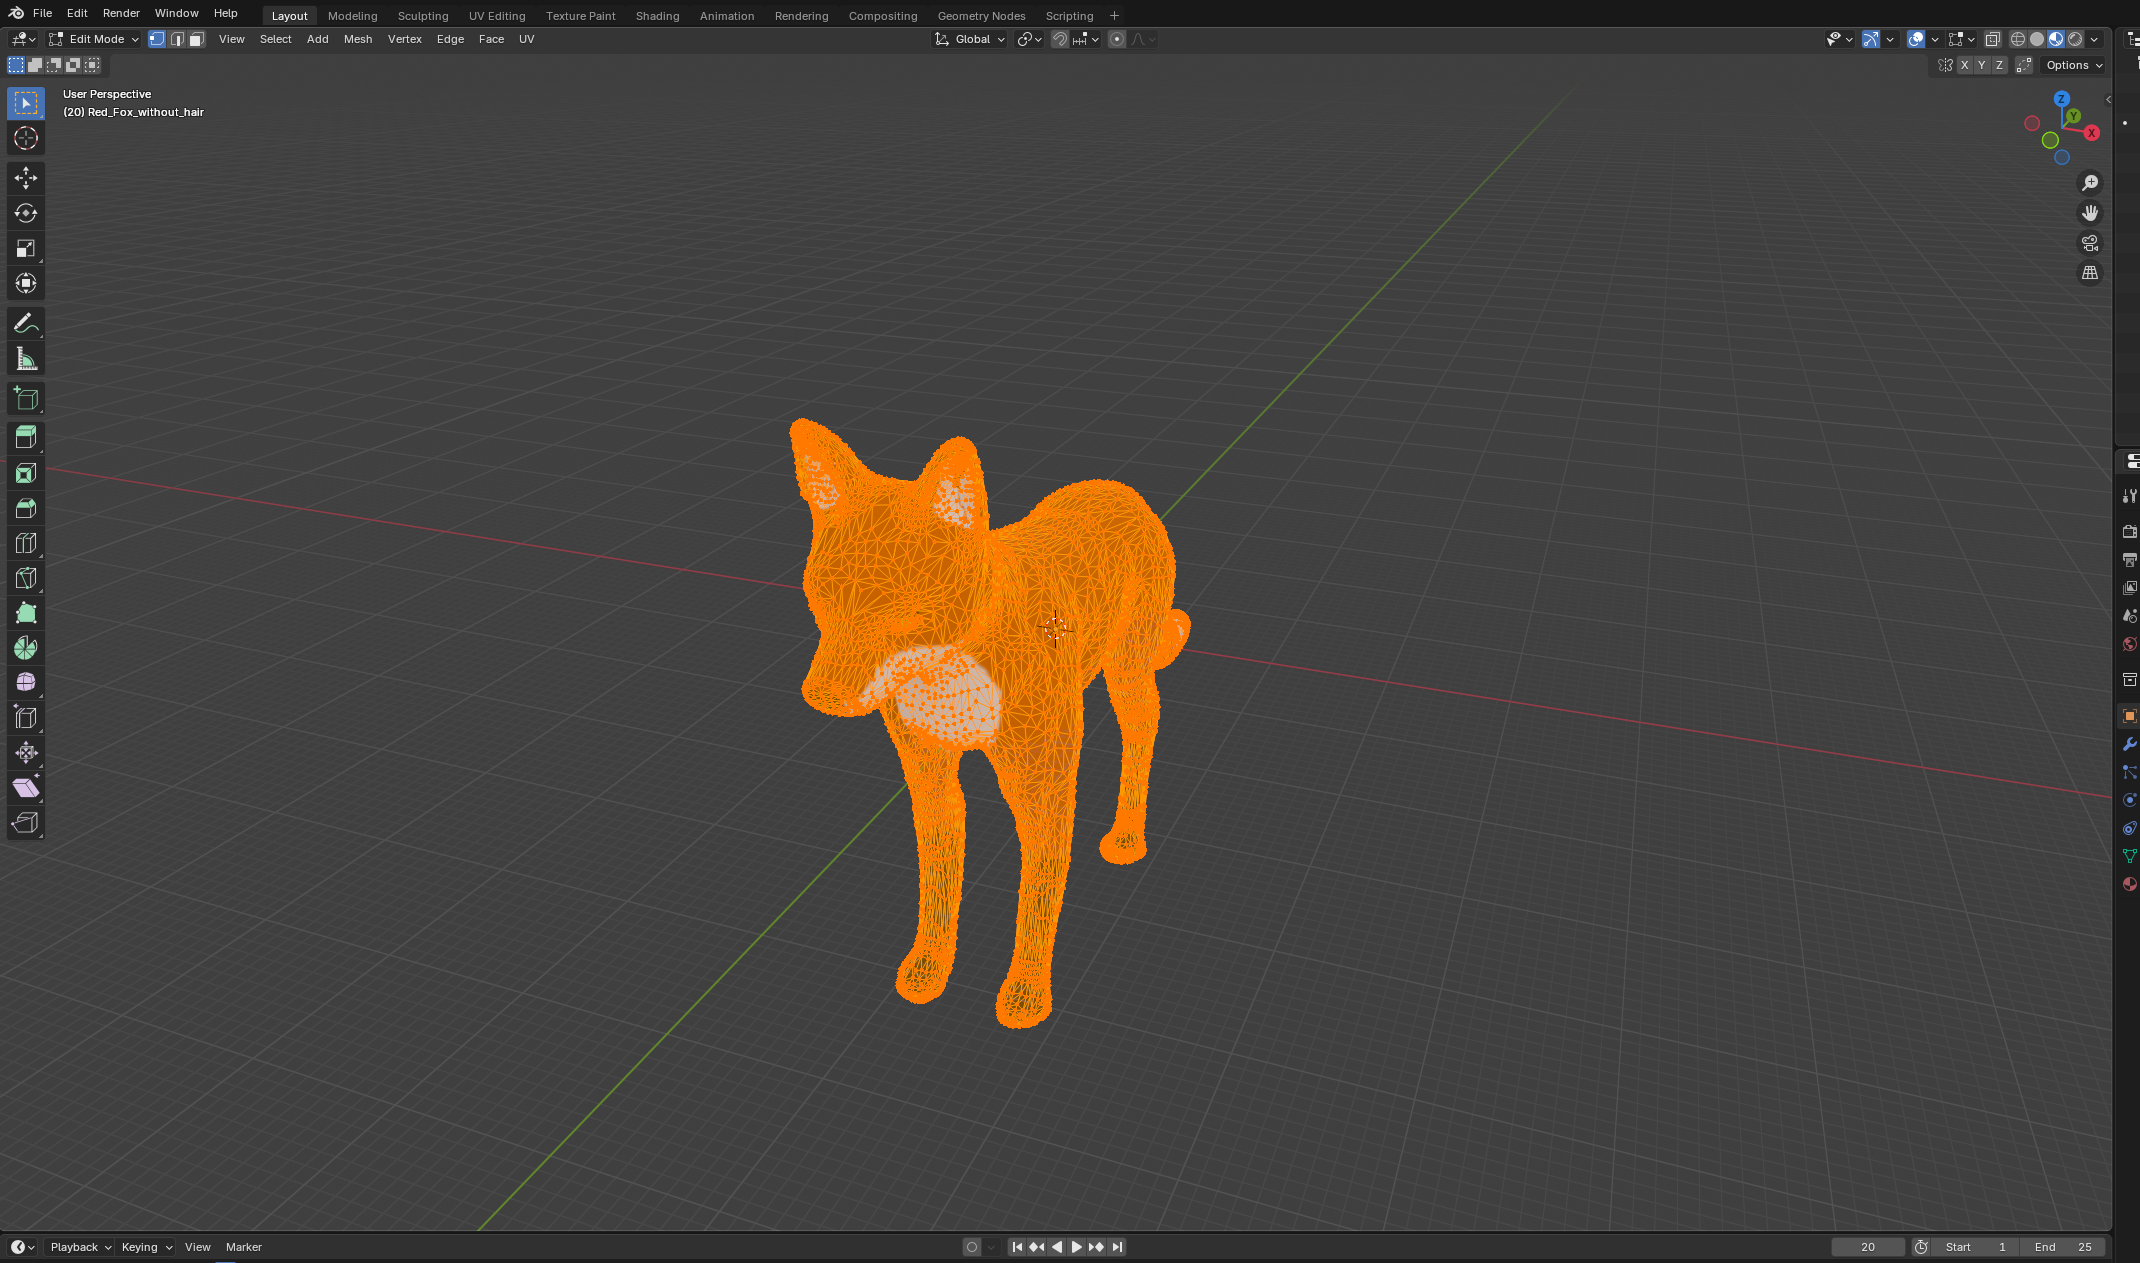 File Edit Render Window Help Layout Modeling Sculpting UV Editing Texture Paint Shading Animation Rendering Compositing Geometry Nodes Scripting +
Edit Mode View Select Add Mesh Vertex Edge Face UV Global
X Y Z Options
User Perspective
(20) Red_Fox_without_hair
Z
Y
X
Playback Keying View Marker 20 Start 1 End 25